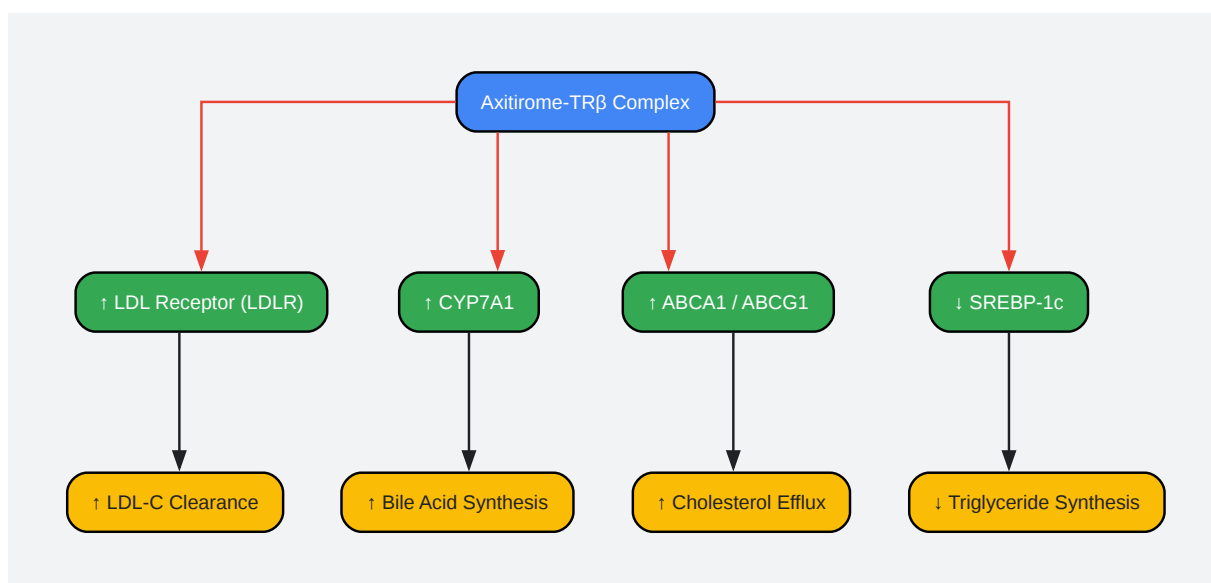 Axitirome-TRβ Complex
↑ LDL Receptor (LDLR)
↑ CYP7A1
↑ ABCA1 / ABCG1
↓ SREBP-1c
↑ LDL-C Clearance
↑ Bile Acid Synthesis
↑ Cholesterol Efflux
↓ Triglyceride Synthesis